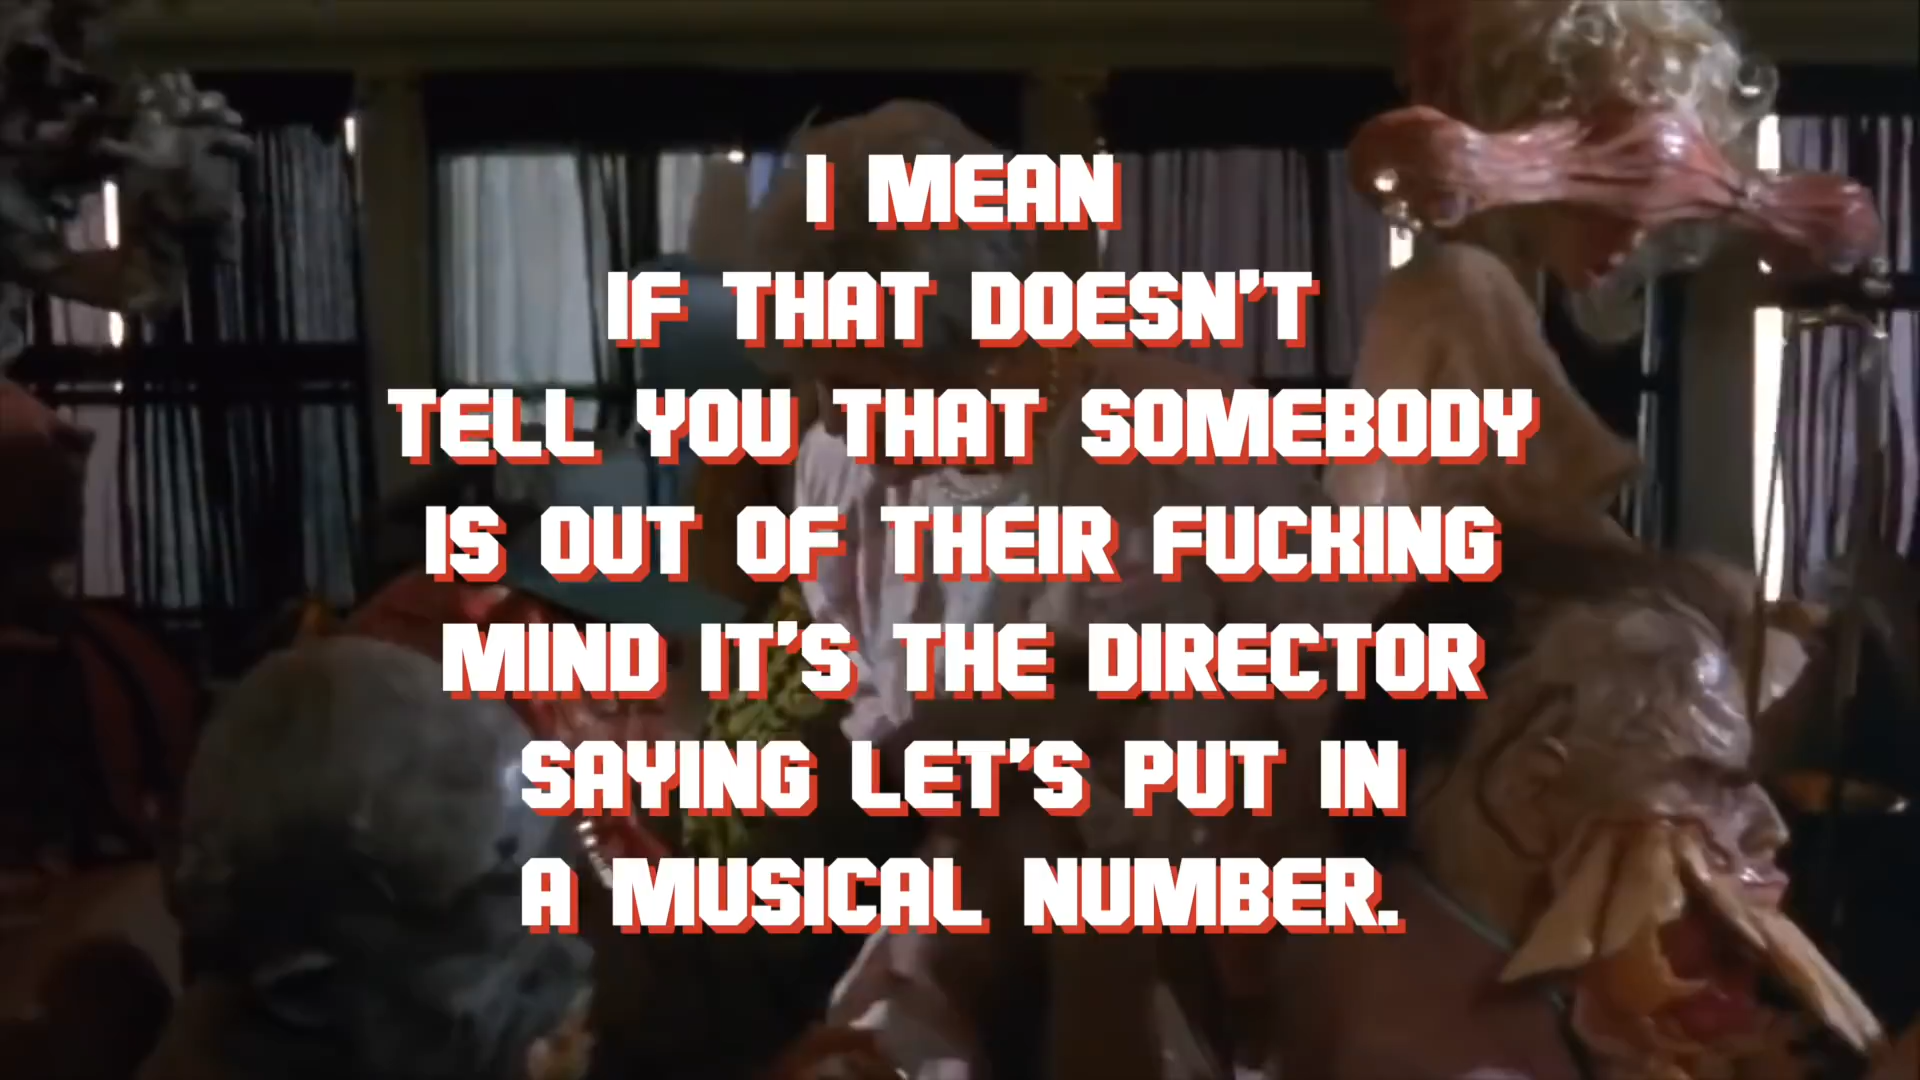 I MEAN
IF THAT DOESN'T
TELL YOU THAT SOMEBODY
IS OUT OF THEIR FUCKING
MIND IT'S THE DIRECTOR
SAYING LET'S PUT IN
A MUSICAL NUMBER.